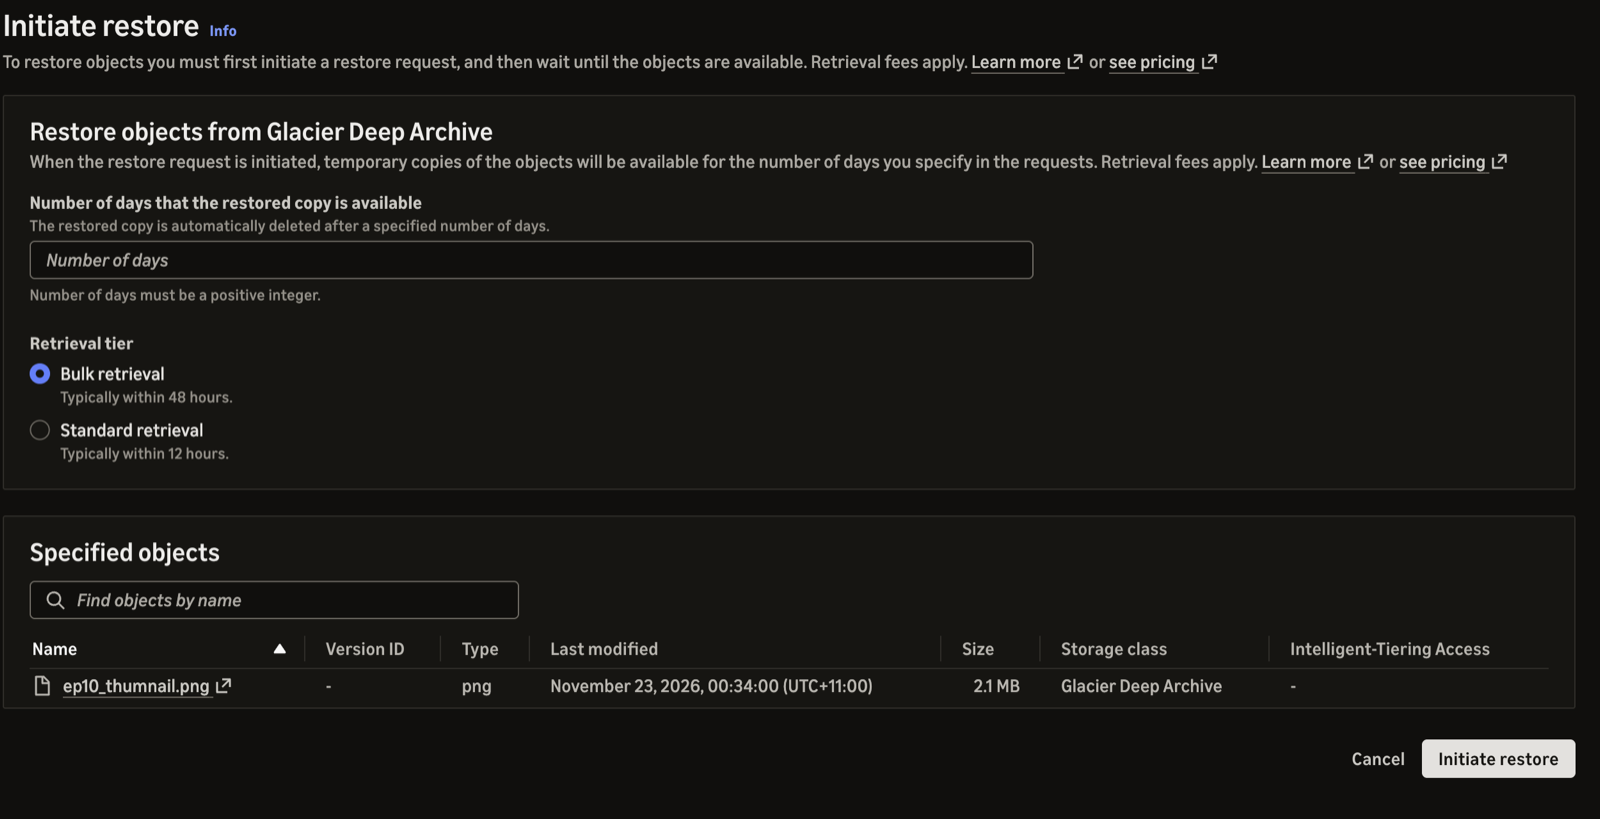 Initiate restore Info
To restore objects you must first initiate a restore request, and then wait until the objects are available. Retrieval fees apply. Learn more or see pricing
Restore objects from Glacier Deep Archive
When the restore request is initiated, temporary copies of the objects will be available for the number of days you specify in the requests. Retrieval fees apply. Learn more or see pricing
Number of days that the restored copy is available
The restored copy is automatically deleted after a specified number of days.
Number of days
Number of days must be a positive integer.
Retrieval tier
Bulk retrieval
Typically within 48 hours.
Standard retrieval
Typically within 12 hours.
Specified objects
Find objects by name
Name Version ID Type Last modified Size Storage class Intelligent-Tiering Access
ep10_thumnail.png - png November 23, 2026, 00:34:00 (UTC+11:00) 2.1 MB Glacier Deep Archive -
Cancel Initiate restore